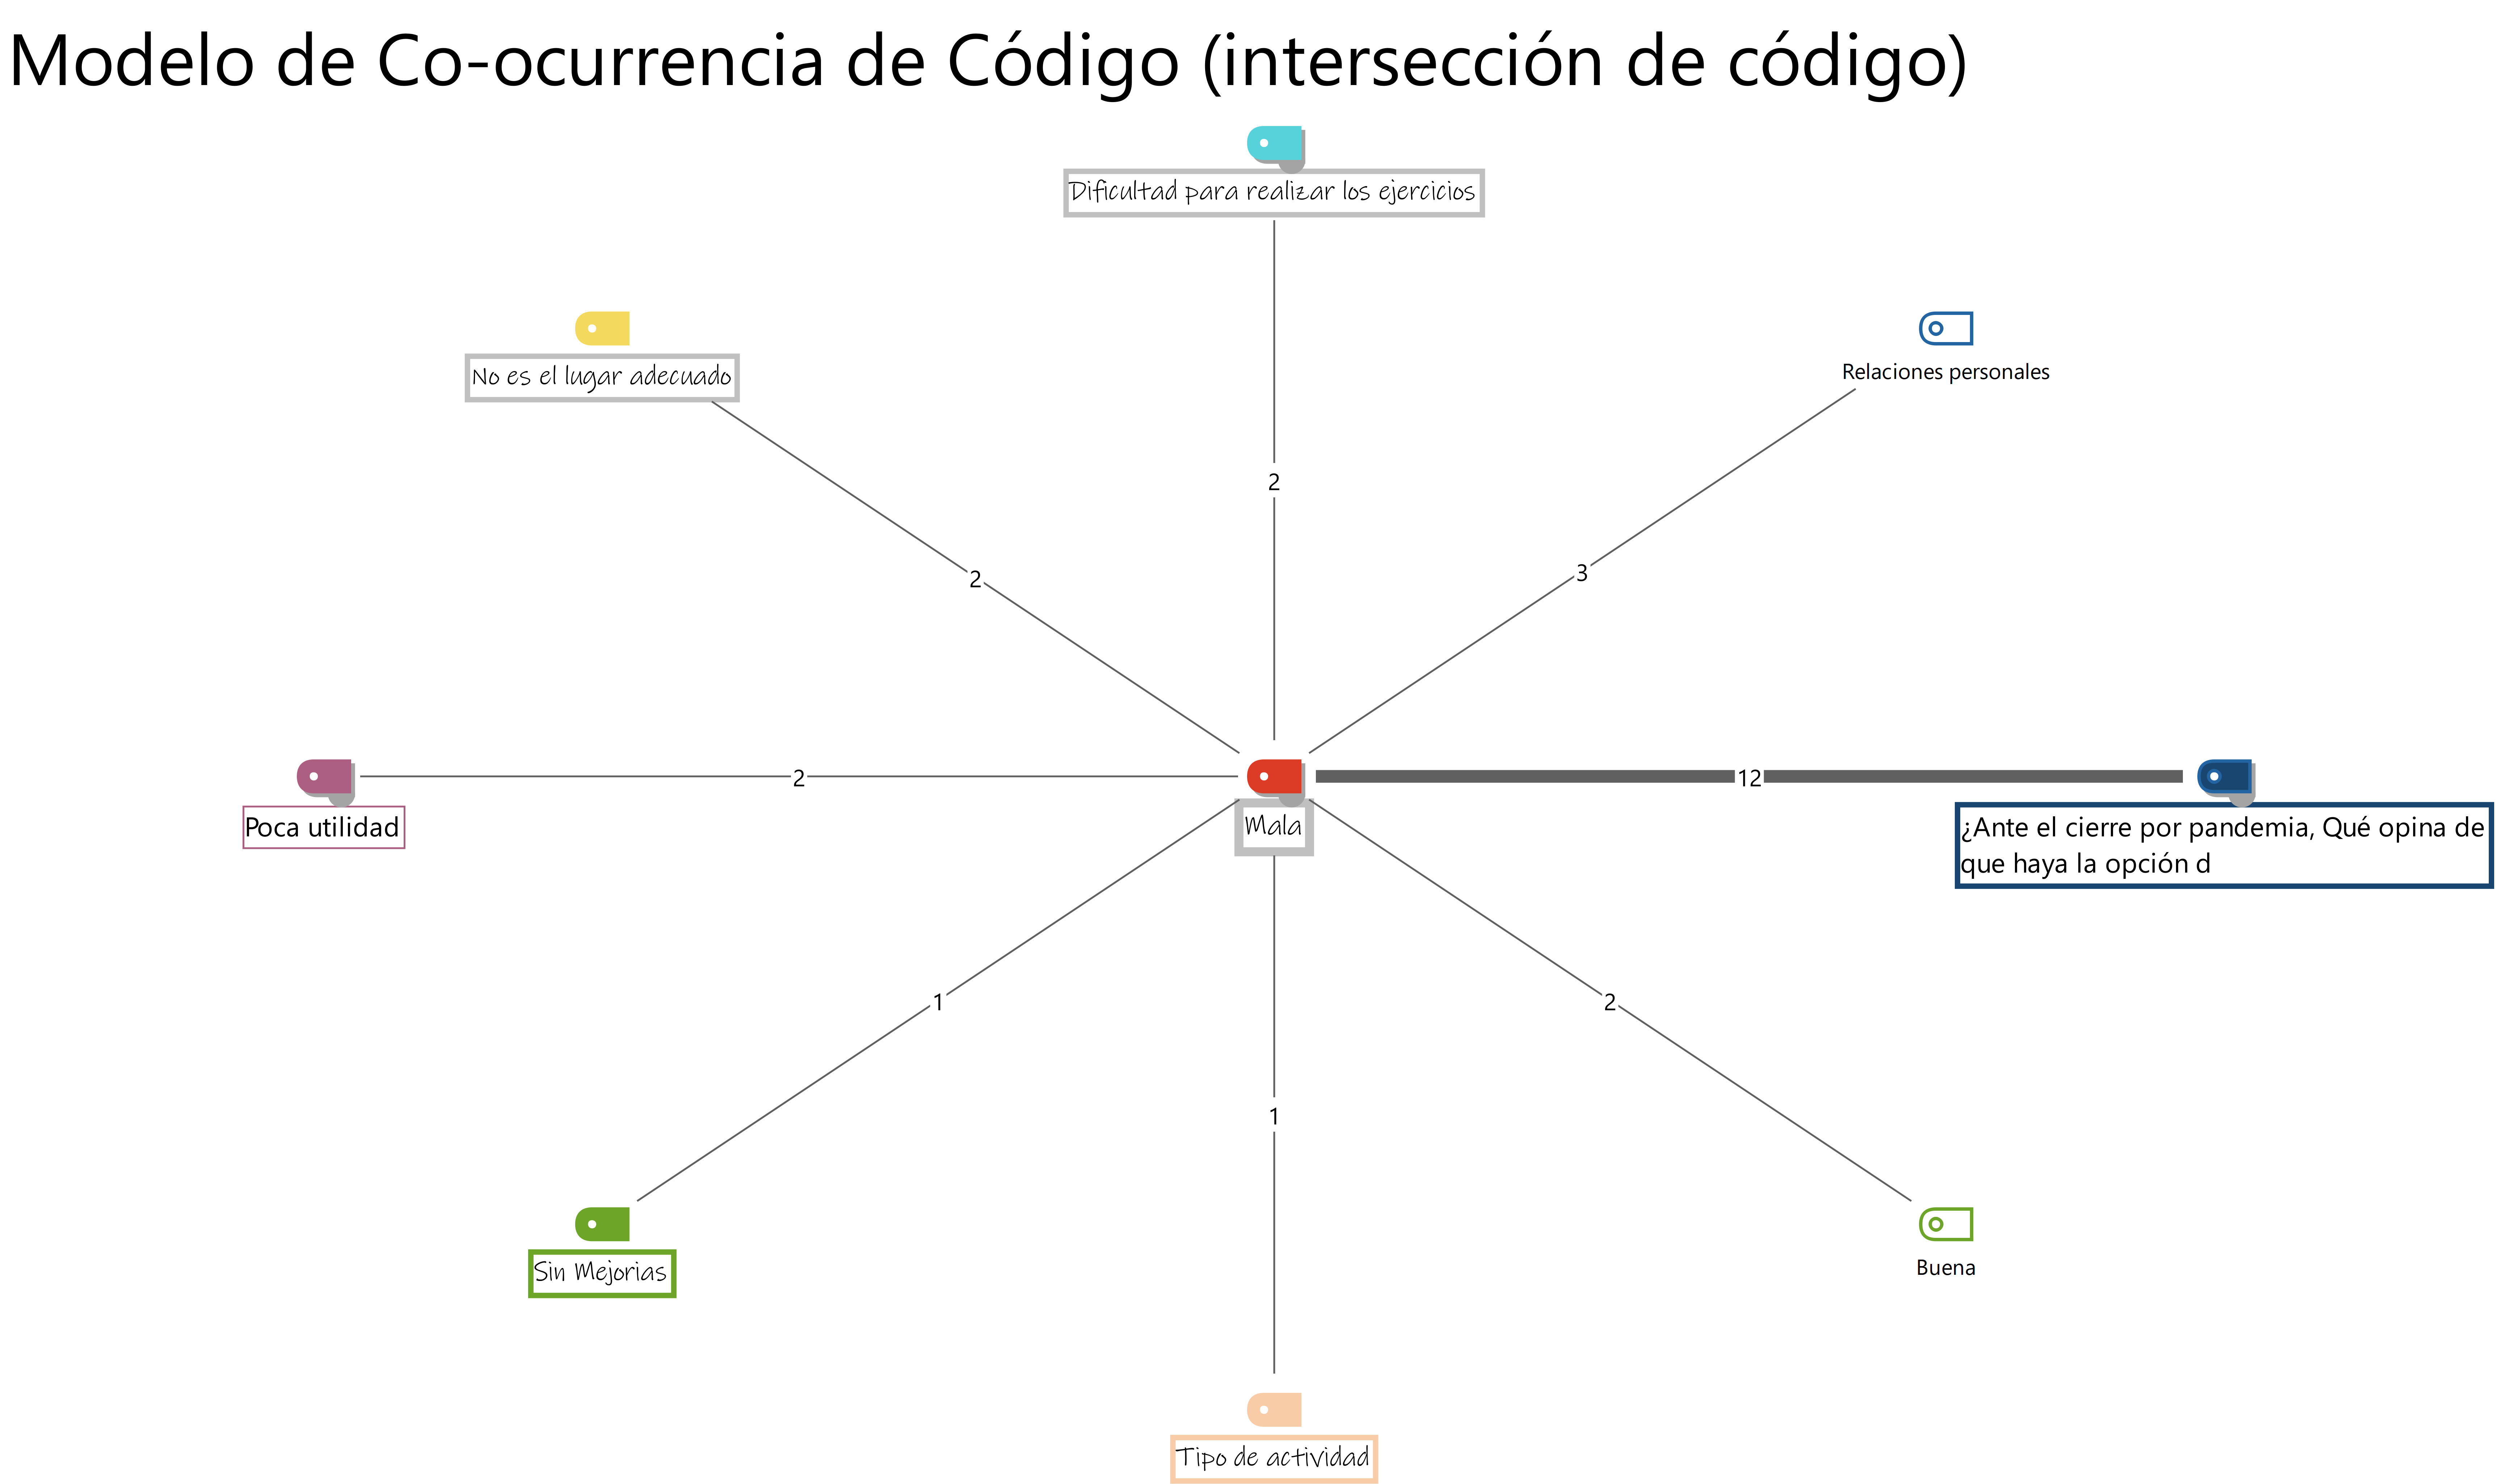 Modelo de Co-ocurrencia de Código (intersección de código)
Dificultad para realizar los ejercicios
No es el lugar adecuado
Relaciones personales
2
3
2
2
12
Poca utilidad
Mala
¿Ante el cierre por pandemia, Qué opina de
que haya la opción d
1
2
1
Sin Mejorias
Buena
Tipo de actividad